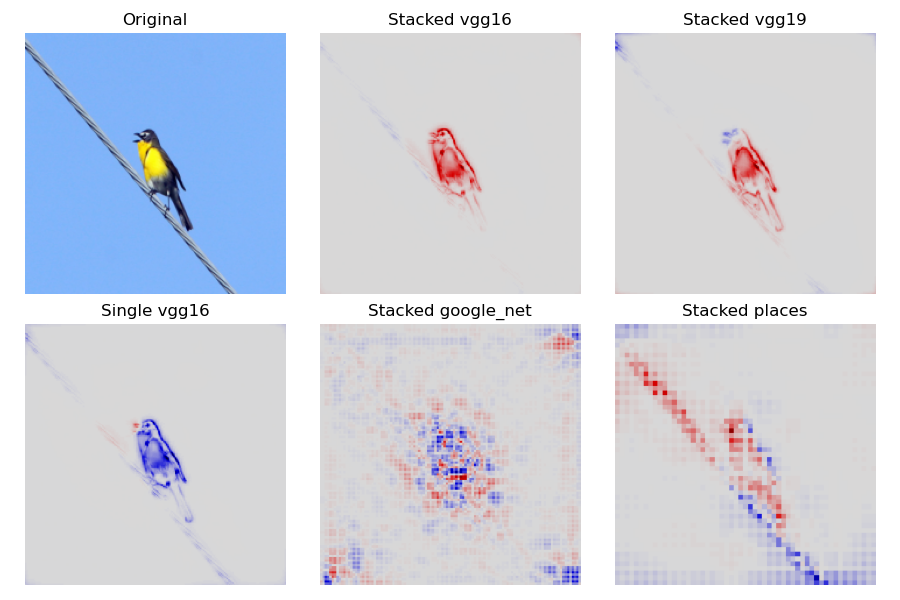 Original
Stacked vgg16
Stacked vgg19
Single vgg16
Stacked google_net
Stacked places